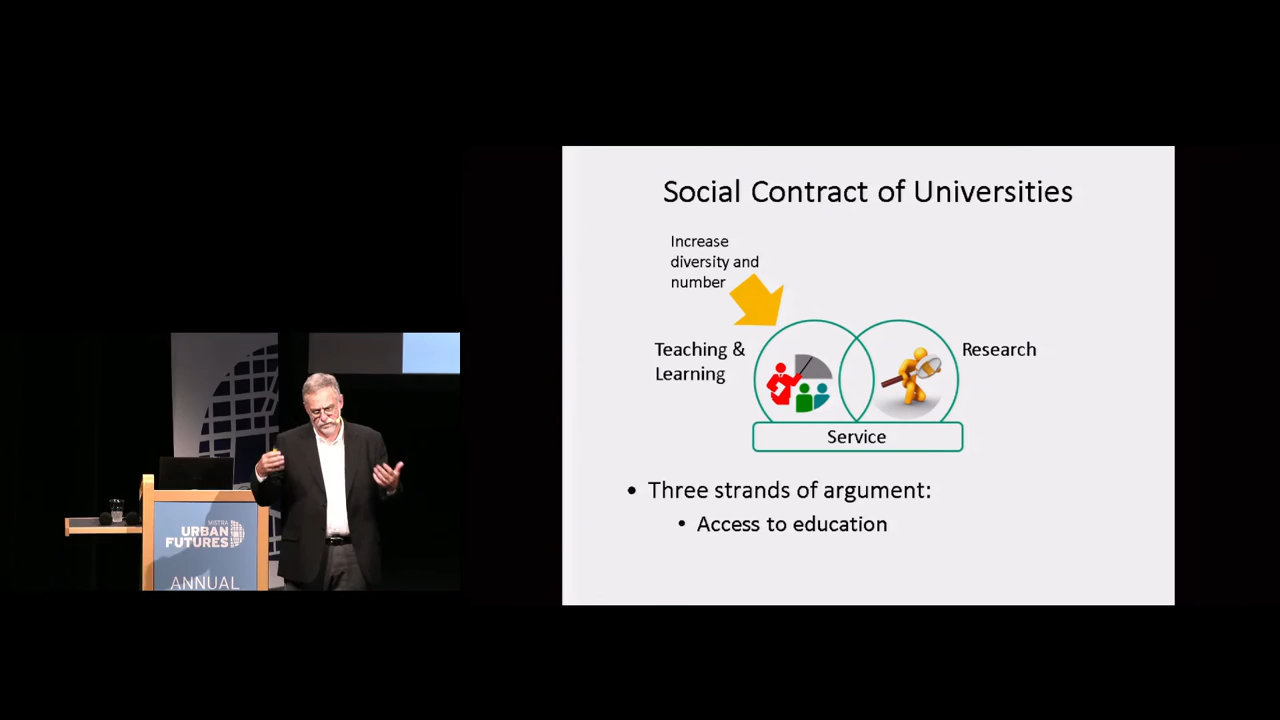 Social Contract of Universities
Increase
diversity and
number
Teaching &
Learning
Research
Service
• Three strands of argument:
• Access to education
MISTRA
URBAN
FUTURES
ANNUAL